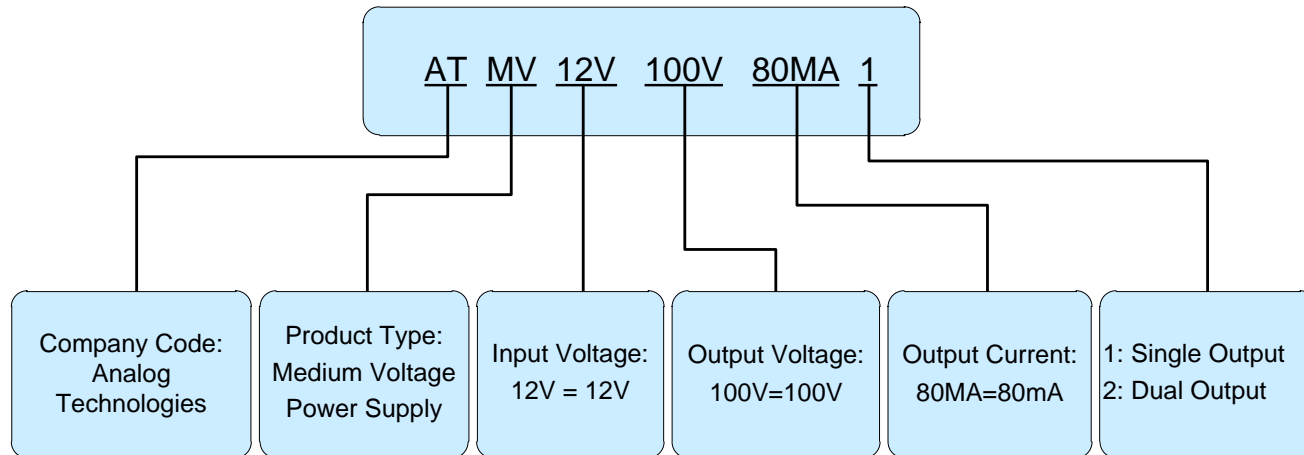 AT MV 12V 100V 80MA 1
Company Code:
Analog
Technologies
Product Type:
Medium Voltage
Power Supply
Input Voltage:
12V = 12V
Output Voltage:
100V=100V
Output Current:
80MA=80mA
1: Single Output
2: Dual Output